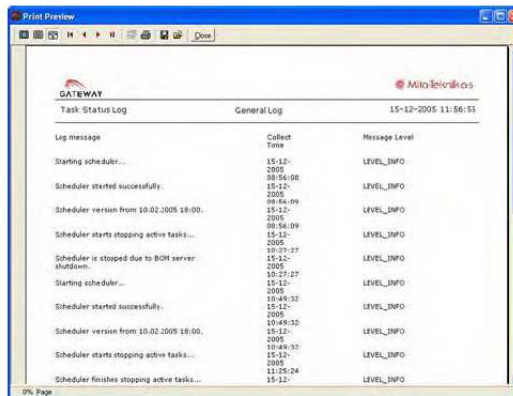 Print Preview
Close
GATEWAY
MilaTeknikos
Task Status Log General Log 15-12-2005 11:56:55
Log message Collect Time Message Level
Starting scheduler... 15-12-2005 08:56:08 LEVEL_INFO
Scheduler started successfully. 15-12-2005 08:56:09 LEVEL_INFO
Scheduler version from 10.02.2005 18:00. 15-12-2005 08:56:09 LEVEL_INFO
Scheduler starts stopping active tasks... 15-12-2005 10:27:27 LEVEL_INFO
Scheduler is stopped due to BOM server shutdown. 15-12-2005 10:27:27 LEVEL_INFO
Starting scheduler... 15-12-2005 10:49:32 LEVEL_INFO
Scheduler started successfully. 15-12-2005 10:49:32 LEVEL_INFO
Scheduler version from 10.02.2005 18:00. 15-12-2005 10:49:32 LEVEL_INFO
Scheduler starts stopping active tasks... 15-12-2005 11:25:24 LEVEL_INFO
Scheduler finishes stopping active tasks... 15-12- LEVEL_INFO
0% Page